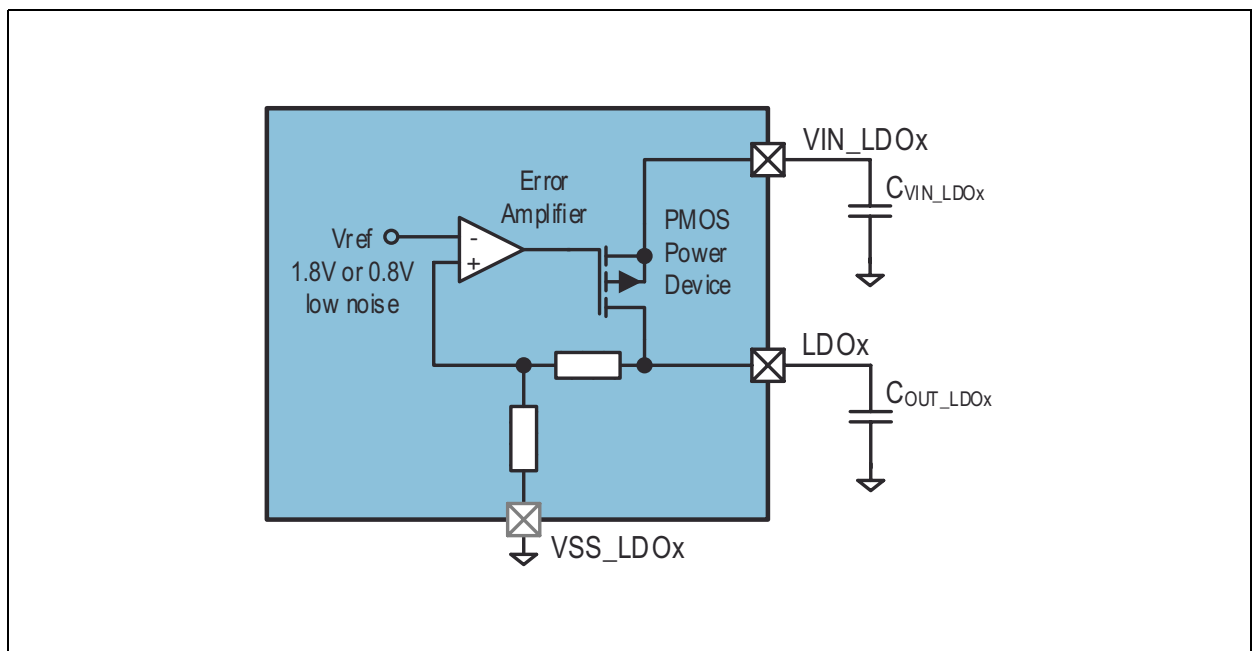 VIN_LDOx
CVIN_LDOx
Error
Amplifier
PMOS
Power
Device
Vref
1.8V or 0.8V
low noise
-
+
LDOx
COUT_LDOx
VSS_LDOx